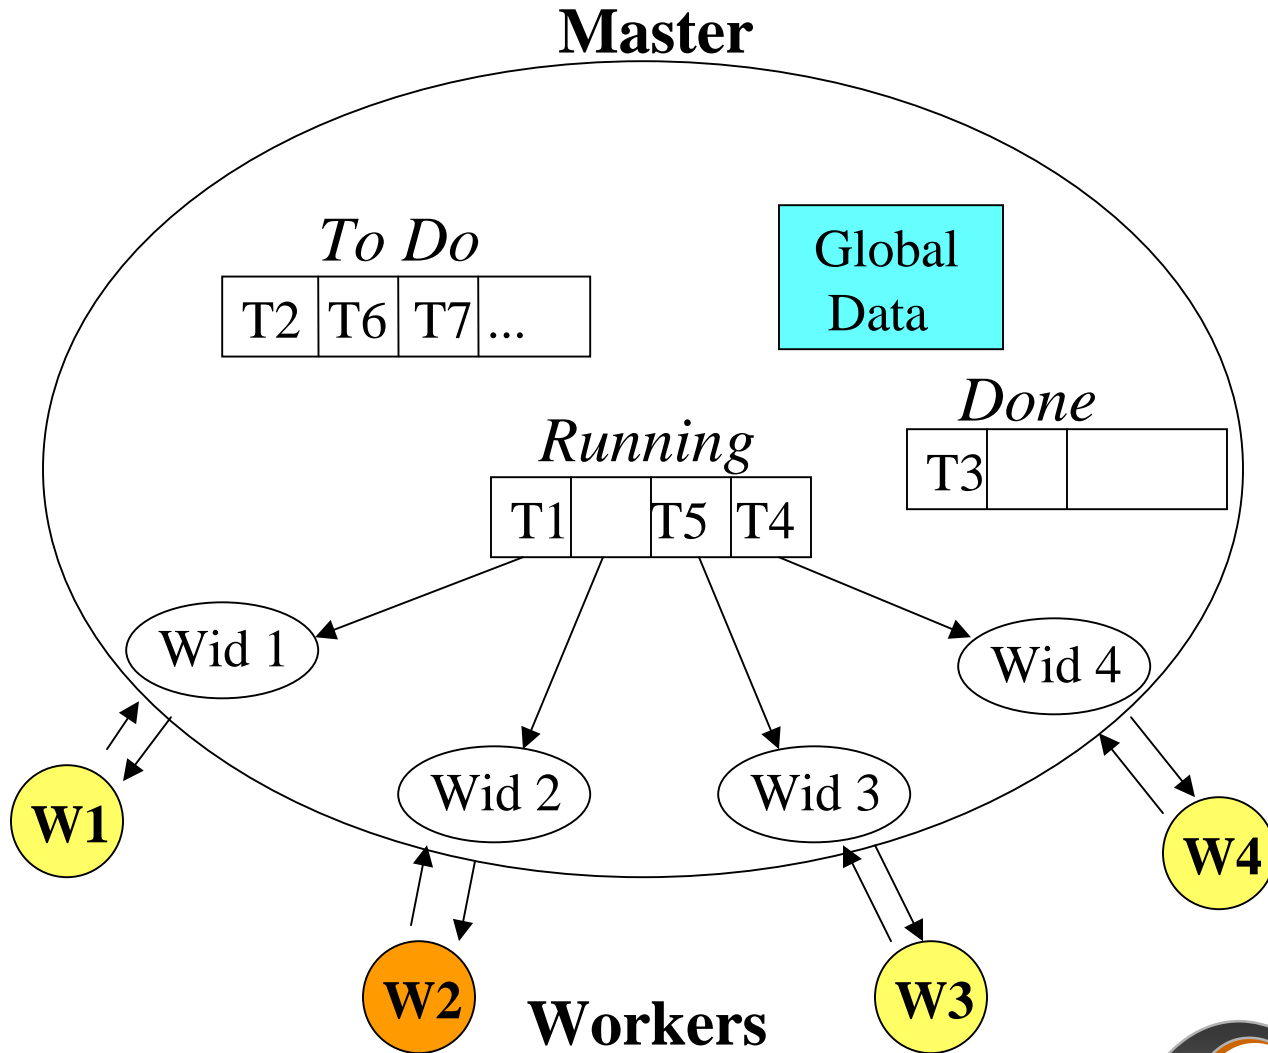 Master
To Do
T2 T6 T7 ...
Global
Data
Done
T3
Running
T1 T5 T4
Wid 1
Wid 4
Wid 2
Wid 3
W1
W4
W2
W3
Workers